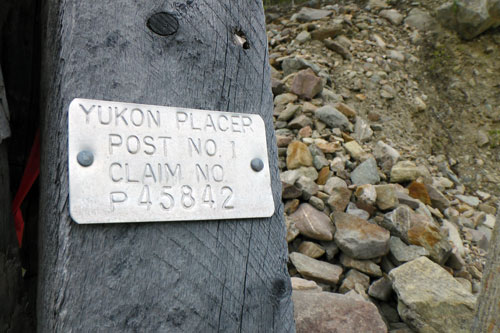 YUKON PLACER
POST NO. 1
CLAIM NO.
P45842